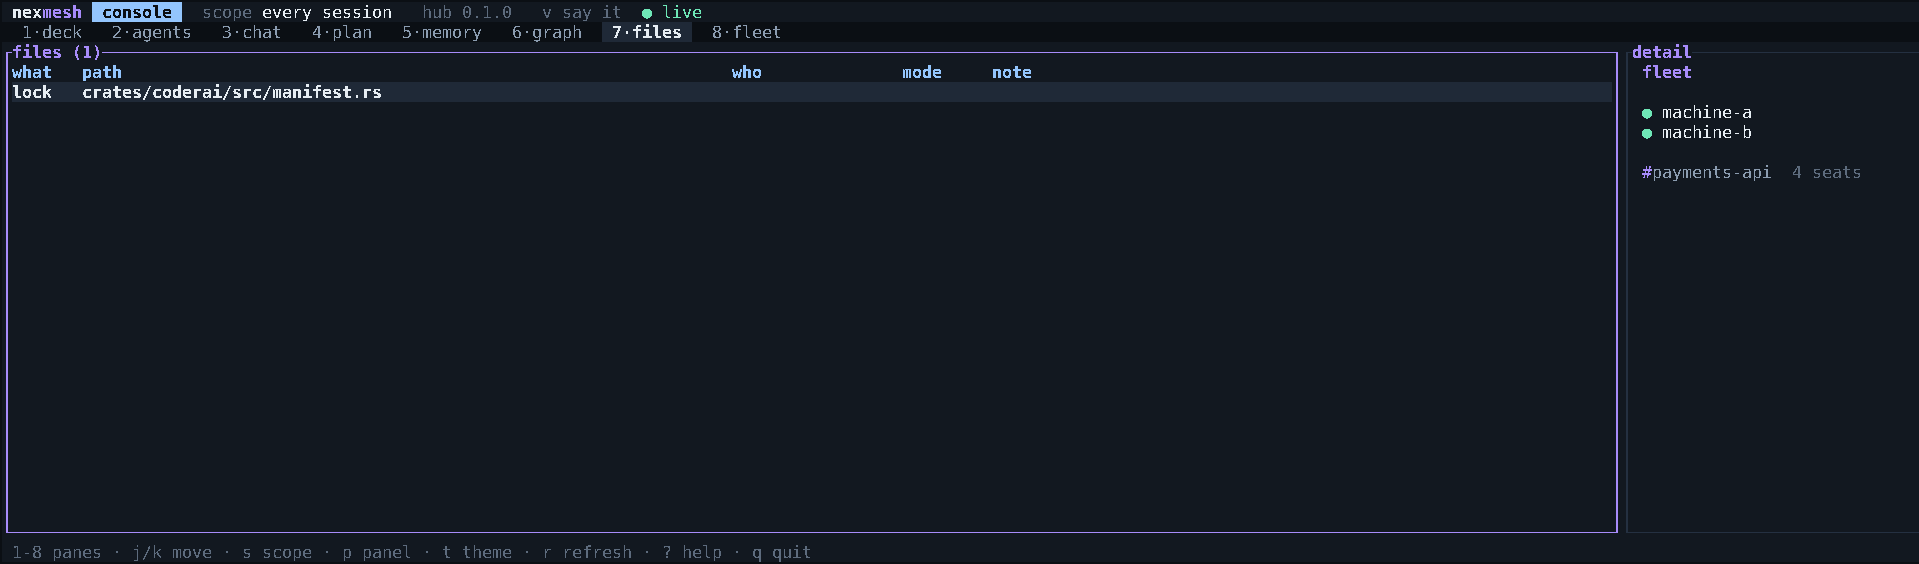 nexmesh console scope every session hub 0.1.0 v say it ● live
1·deck 2·agents 3·chat 4·plan 5·memory 6·graph 7·files 8·fleet
files (1)
what path who mode note
lock crates/coderai/src/manifest.rs
detail
fleet
● machine-a
● machine-b
#payments-api 4 seats
1-8 panes · j/k move · s scope · p panel · t theme · r refresh · ? help · q quit